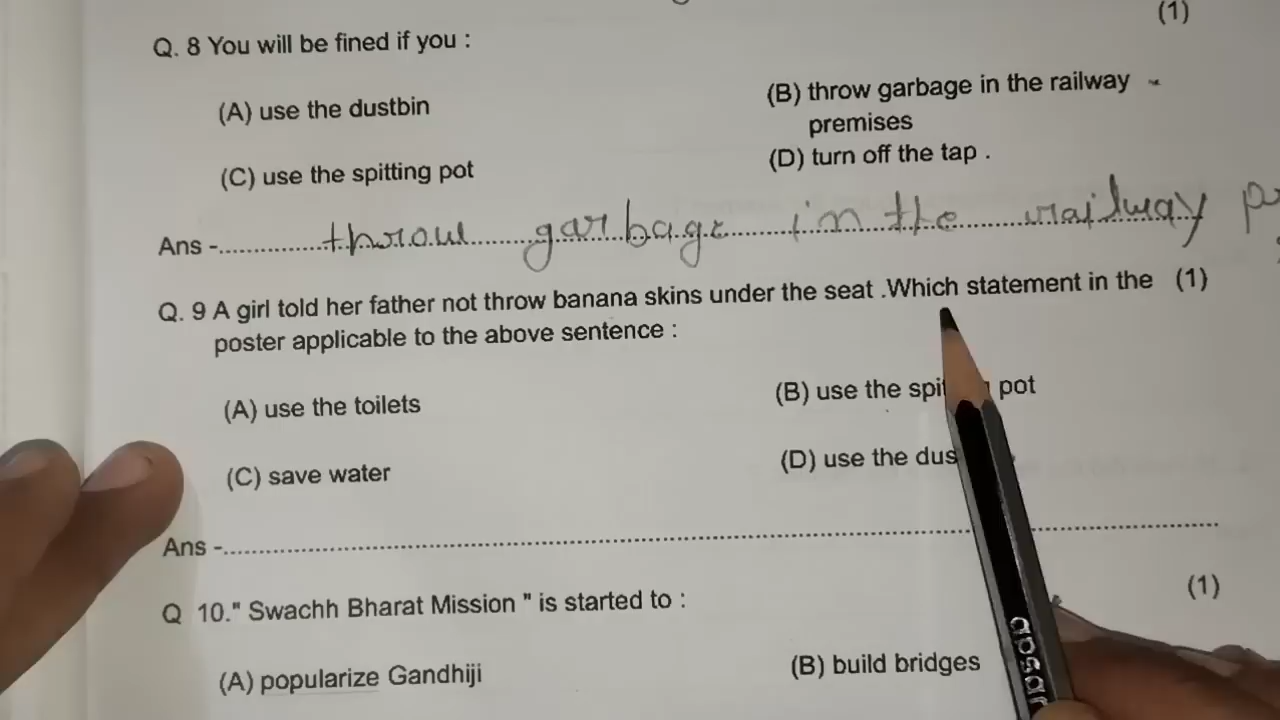 (1)
Q. 8 You will be fined if you :
(A) use the dustbin
(B) throw garbage in the railway
premises
(C) use the spitting pot
(D) turn off the tap .
Ans -throw garbage in the railway
Q. 9 A girl told her father not throw banana skins under the seat .Which statement in the (1)
poster applicable to the above sentence :
(A) use the toilets
(B) use the pot
(C) save water
(D) use the
Ans -
Q 10." Swachh Bharat Mission " is started to : (1)
(A) popularize Gandhiji
(B) build bridges
apsar